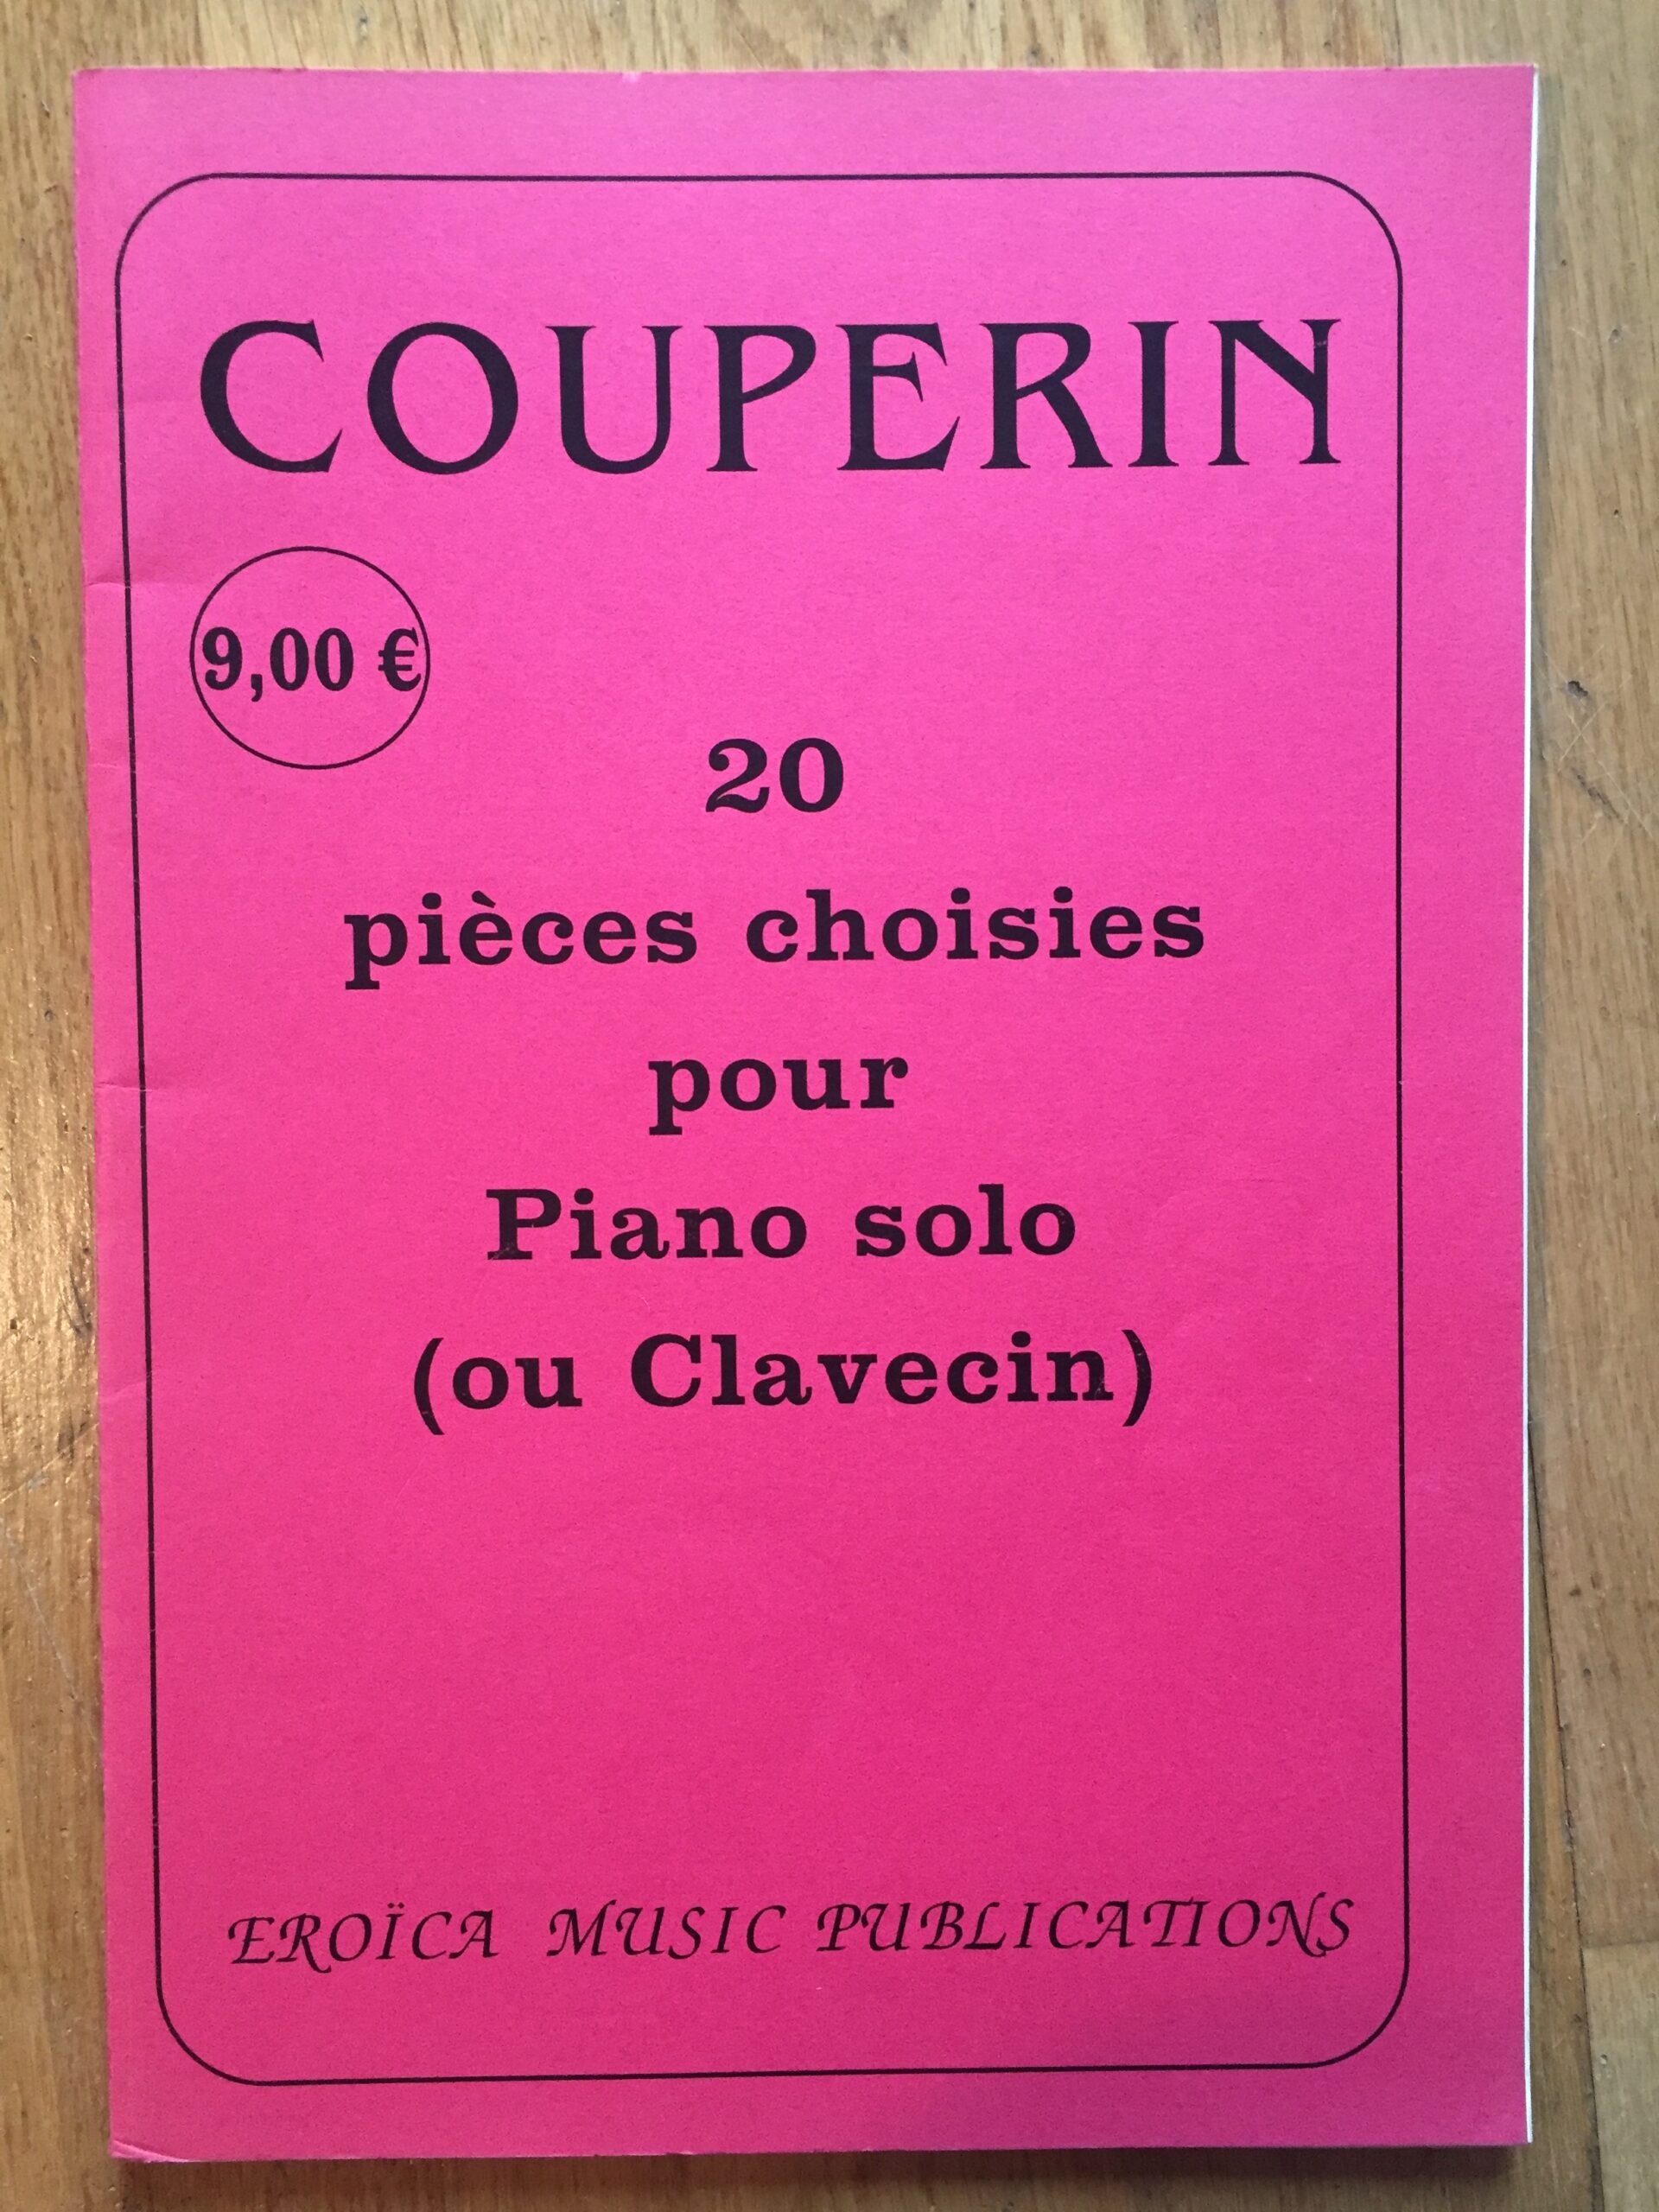 COUPERIN
9,00 €
20
pièces choisies
pour
Piano solo
(ou Clavecin)
EROÏCA MUSIC PUBLICATIONS